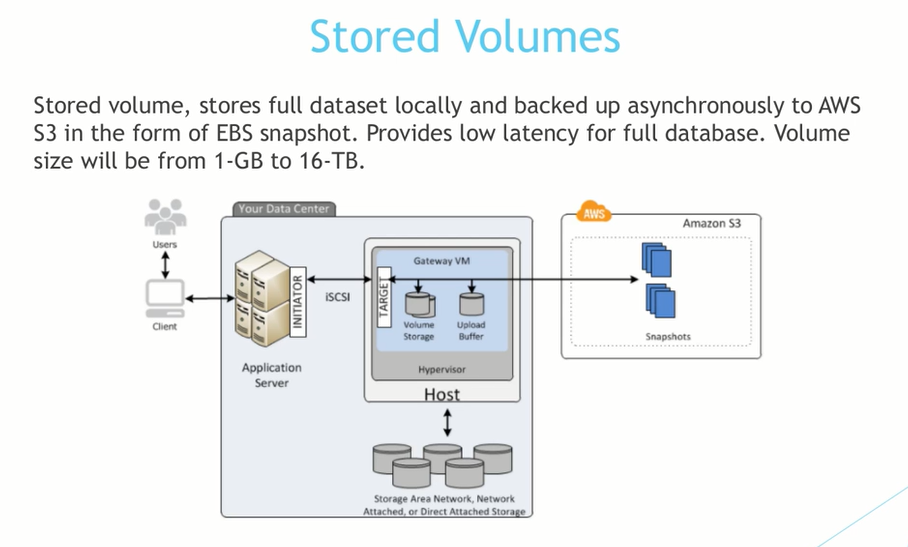 Stored Volumes
Stored volume, stores full dataset locally and backed up asynchronously to AWS
S3 in the form of EBS snapshot. Provides low latency for full database. Volume
size will be from 1-GB to 16-TB.
Your Data Center
AWS
Amazon S3
Users
Client
INITIATOR
iSCSI
TARGET
Gateway VM
Volume
Storage
Upload
Buffer
Hypervisor
Host
Application
Server
Snapshots
Storage Area Network, Network
Attached, or Direct Attached Storage